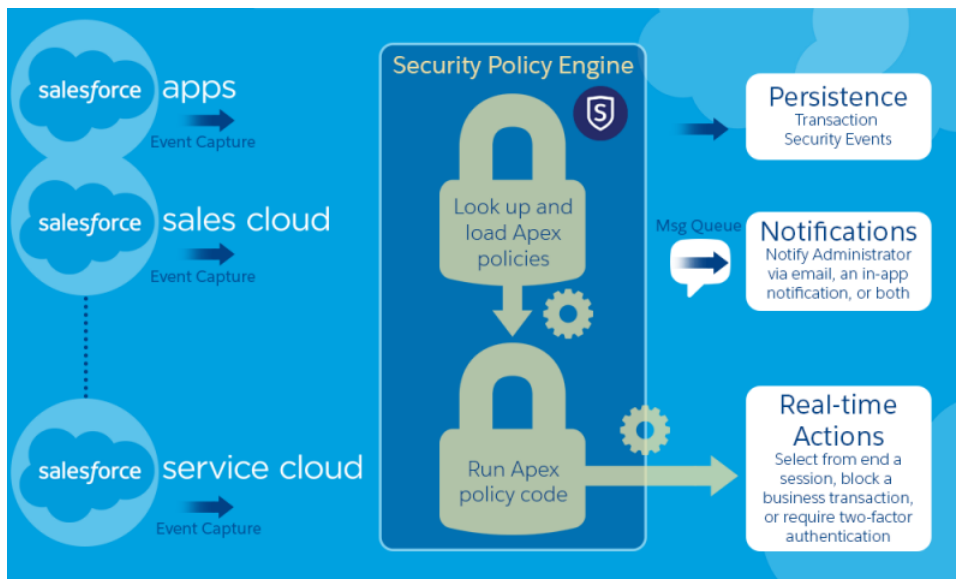 salesforce apps
Event Capture
salesforce sales cloud
Event Capture
salesforce service cloud
Event Capture
Security Policy Engine
S
Look up and
load Apex
policies
Run Apex
policy code
Persistence
Transaction
Security Events
Msg Queue
Notifications
Notify Administrator
via email, an in-app
notification, or both
Real-time
Actions
Select from end a
session, block a
business transaction,
or require two-factor
authentication